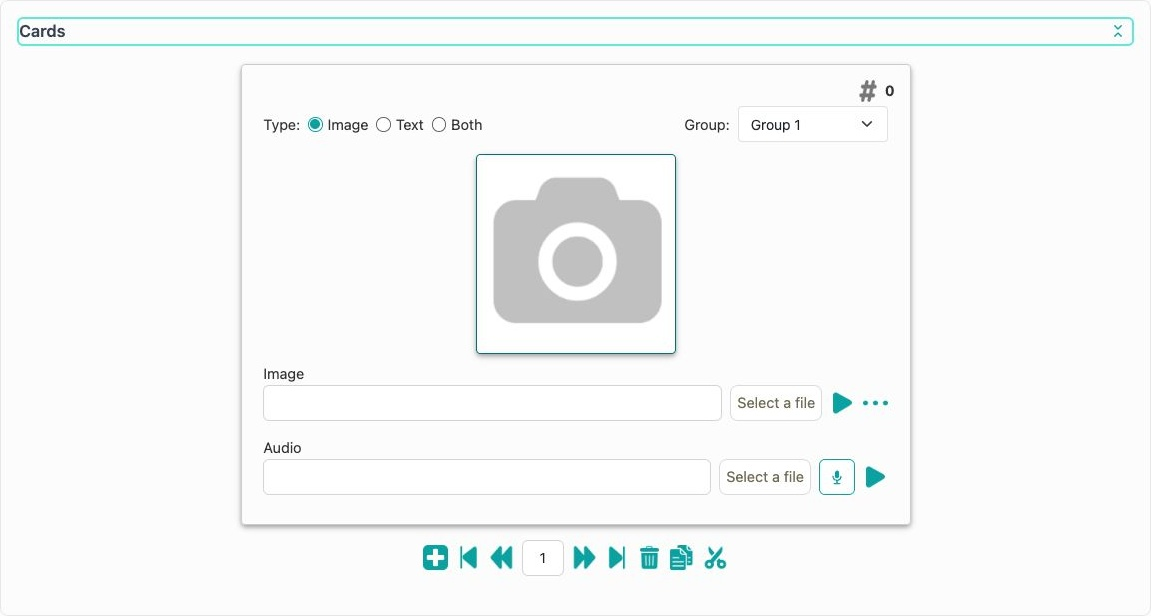 Cards
# 0
Type: Image Text Both Group: Group 1
Image
Select a file
Audio
Select a file
1